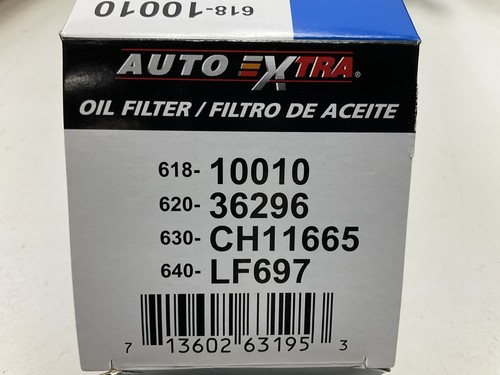 618-10010
AUTO EXTRA®
OIL FILTER / FILTRO DE ACEITE
618- 10010
620- 36296
630- CH11665
640- LF697
7 13602 63195 3